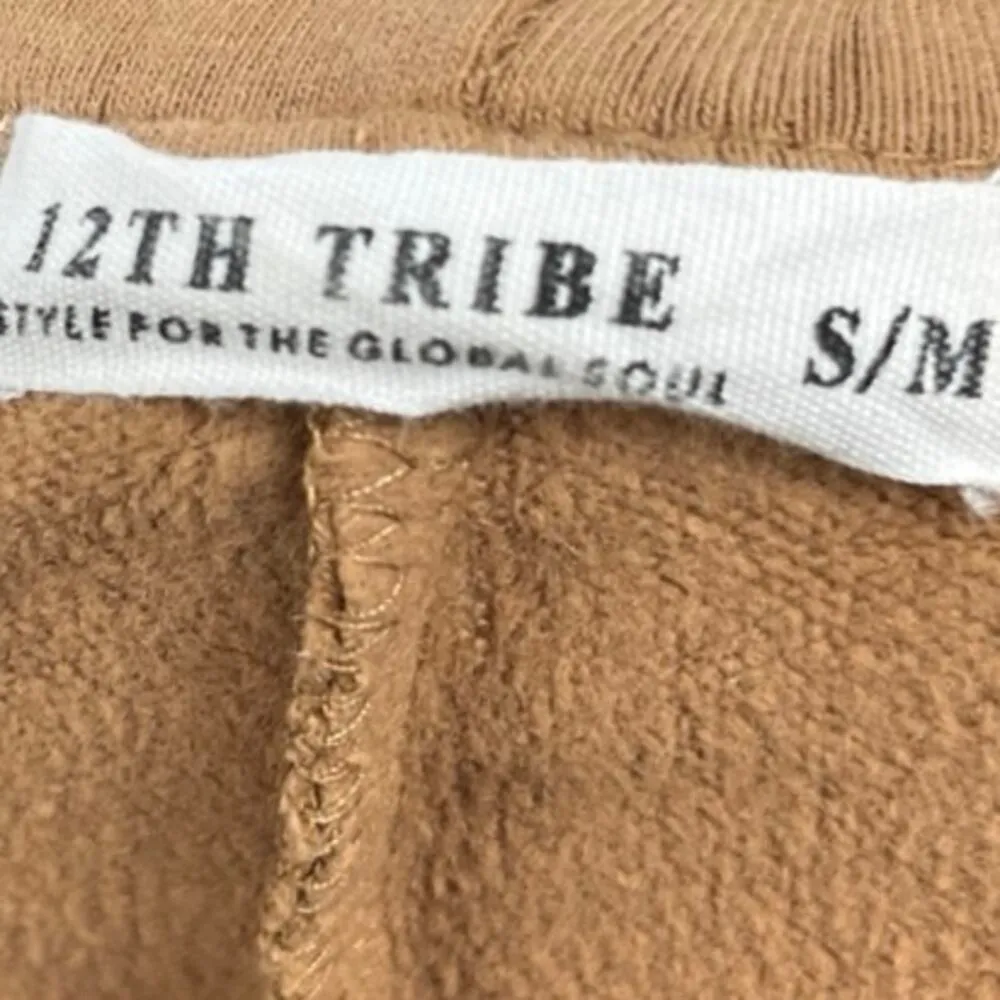 12TH TRIBE
S/M
STYLE FOR THE GLOBAL SOUL